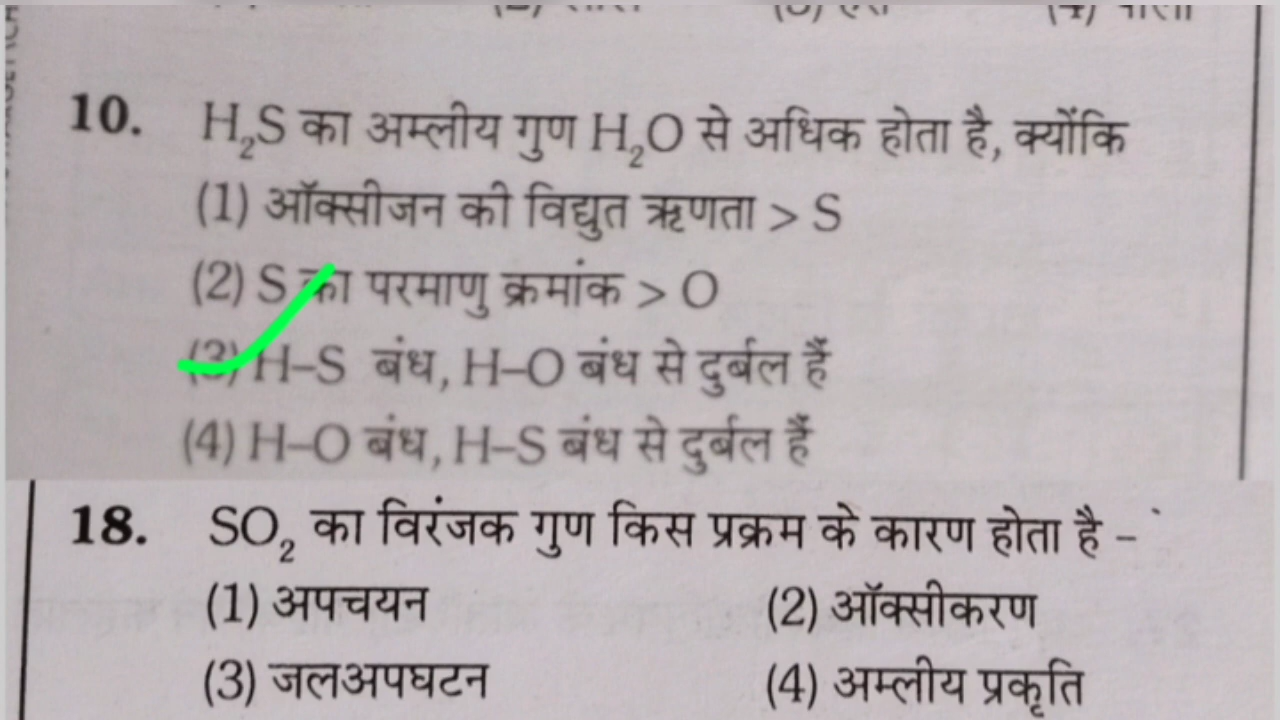 10. H₂S का अम्लीय गुण H₂O से अधिक होता है, क्योंकि
(1) ऑक्सीजन की विद्युत ऋणता > S
(2) S का परमाणु क्रमांक > O
(3) H–S बंध, H–O बंध से दुर्बल हैं
(4) H–O बंध, H–S बंध से दुर्बल हैं
18. SO₂ का विरंजक गुण किस प्रक्रम के कारण होता है –
(1) अपचयन (2) ऑक्सीकरण
(3) जलअपघटन (4) अम्लीय प्रकृति